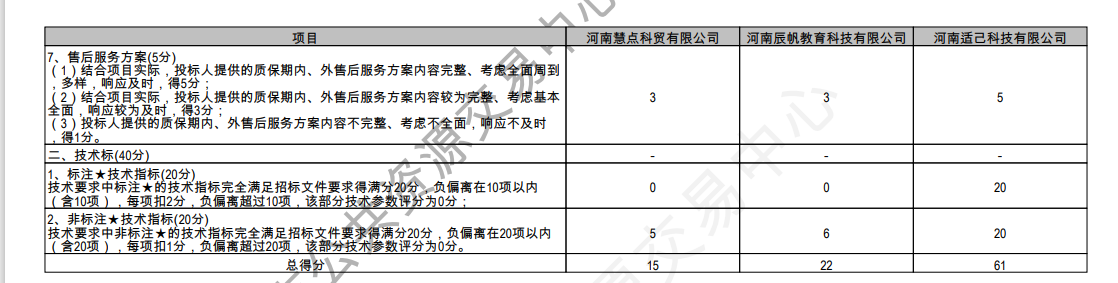 项目 河南慧点科贸有限公司 河南辰帆教育科技有限公司 河南适己科技有限公司
7、售后服务方案(5分)
（1）结合项目实际，投标人提供的质保期内、外售后服务方案内容完整、考虑全面周到
，多样，响应及时，得5分；
（2）结合项目实际，投标人提供的质保期内、外售后服务方案内容较为完整、考虑基本
全面，响应较为及时，得3分；
（3）投标人提供的质保期内、外售后服务方案内容不完整、考虑不全面，响应不及时
，得1分。
3 3 5
二、技术标(40分) - - -
1、标注★技术指标(20分)
技术要求中标注★的技术指标完全满足招标文件要求得满分20分，负偏离在10项以内
（含10项），每项扣2分，负偏离超过10项，该部分技术参数评分为0分；
0 0 20
2、非标注★技术指标(20分)
技术要求中非标注★的技术指标完全满足招标文件要求得满分20分，负偏离在20项以内
（含20项），每项扣1分，负偏离超过20项，该部分技术参数评分为0分。
5 6 20
总得分 15 22 61
公共资源交易中心
交易中心